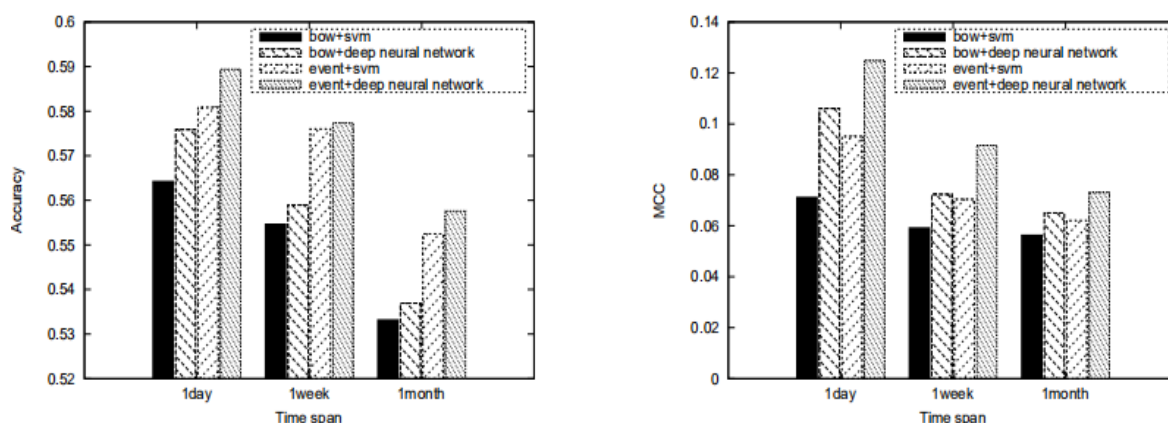 0.6
0.59
0.58
0.57
0.56
0.55
0.54
0.53
0.52
Accuracy
bow+svm
bow+deep neural network
event+svm
event+deep neural network
1day 1week 1month
Time span
0.14
0.12
0.1
0.08
0.06
0.04
0.02
0
MCC
bow+svm
bow+deep neural network
event+svm
event+deep neural network
1day 1week 1month
Time span